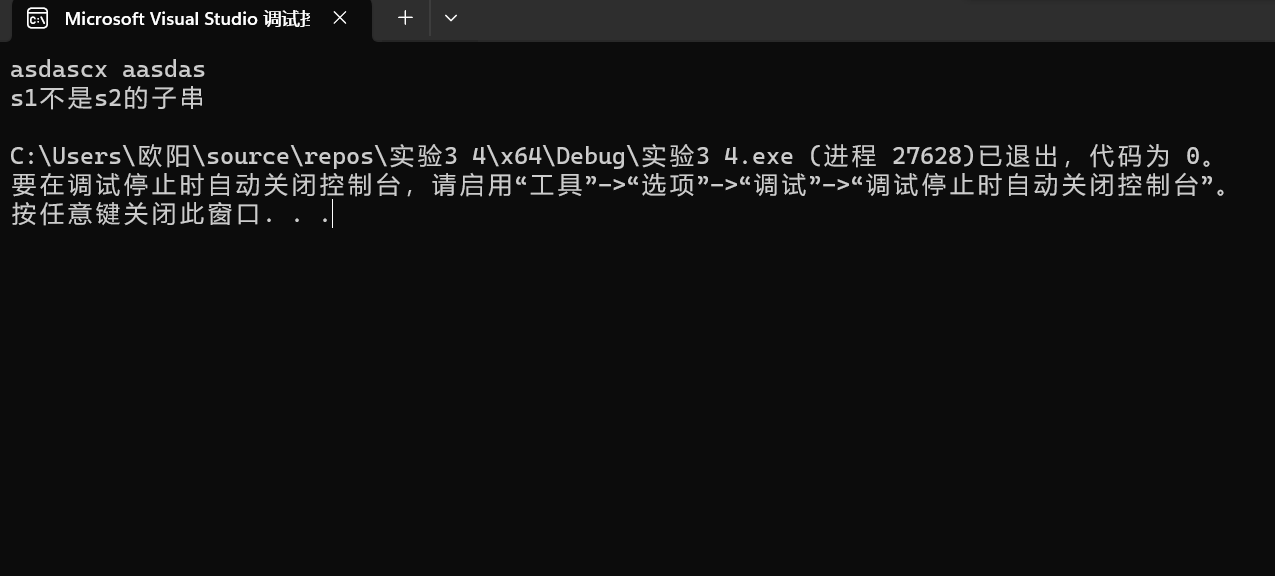 Microsoft Visual Studio 调试
asdascx aasdas
s1不是s2的子串
C:\Users\欧阳\source\repos\实验3 4\x64\Debug\实验3 4.exe (进程 27628)已退出，代码为 0。
要在调试停止时自动关闭控制台，请启用“工具”->“选项”->“调试”->“调试停止时自动关闭控制台”。
按任意键关闭此窗口. . .